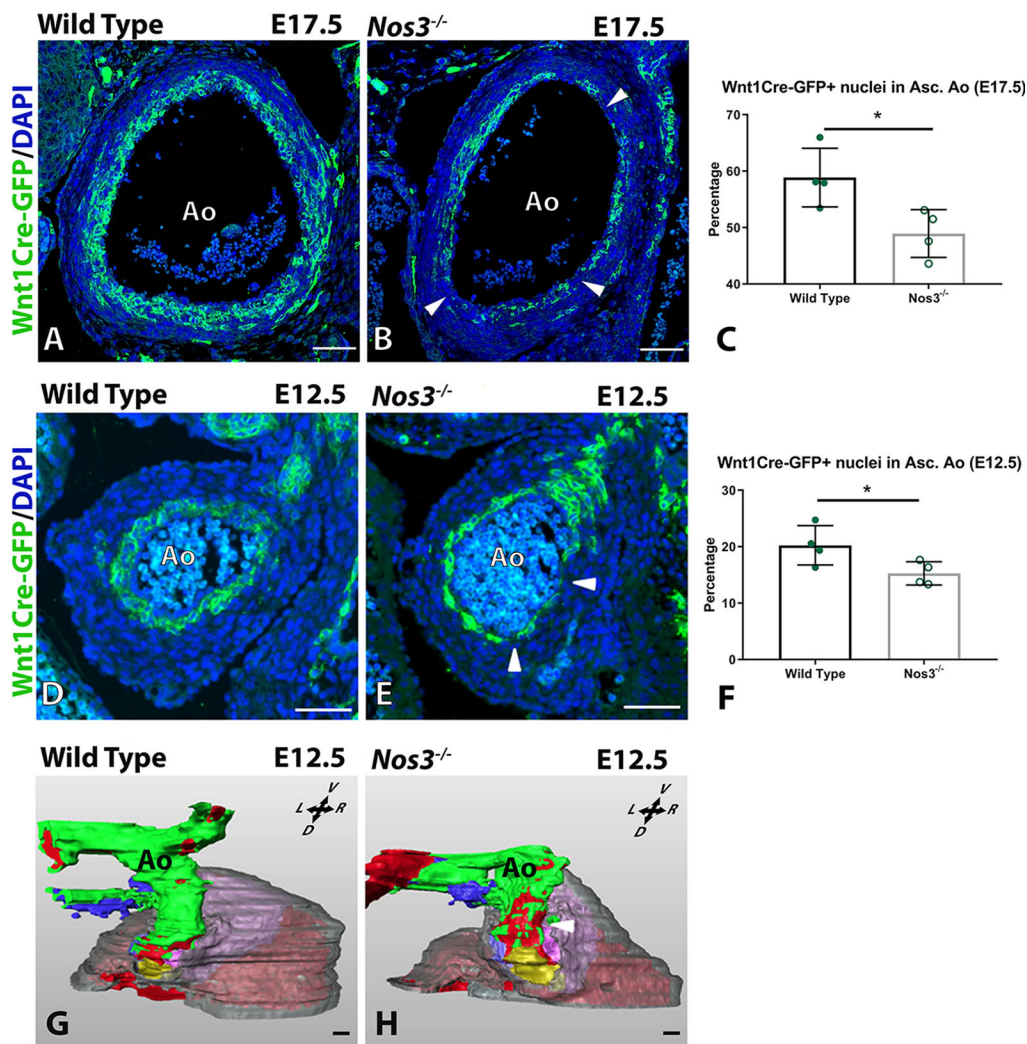 Wild Type E17.5 Nos3-/- E17.5
Wnt1Cre-GFP/DAPI
Ao
A
Ao
B
Wnt1Cre-GFP+ nuclei in Asc. Ao (E17.5)
*
Percentage
70
60
50
40
Wild Type Nos3-/-
C
Wild Type E12.5 Nos3-/- E12.5
Wnt1Cre-GFP/DAPI
Ao
D
Ao
E
Wnt1Cre-GFP+ nuclei in Asc. Ao (E12.5)
*
Percentage
30
20
10
0
Wild Type Nos3-/-
F
Wild Type E12.5 Nos3-/- E12.5
V
L R
D
Ao
G
V
L R
D
Ao
H